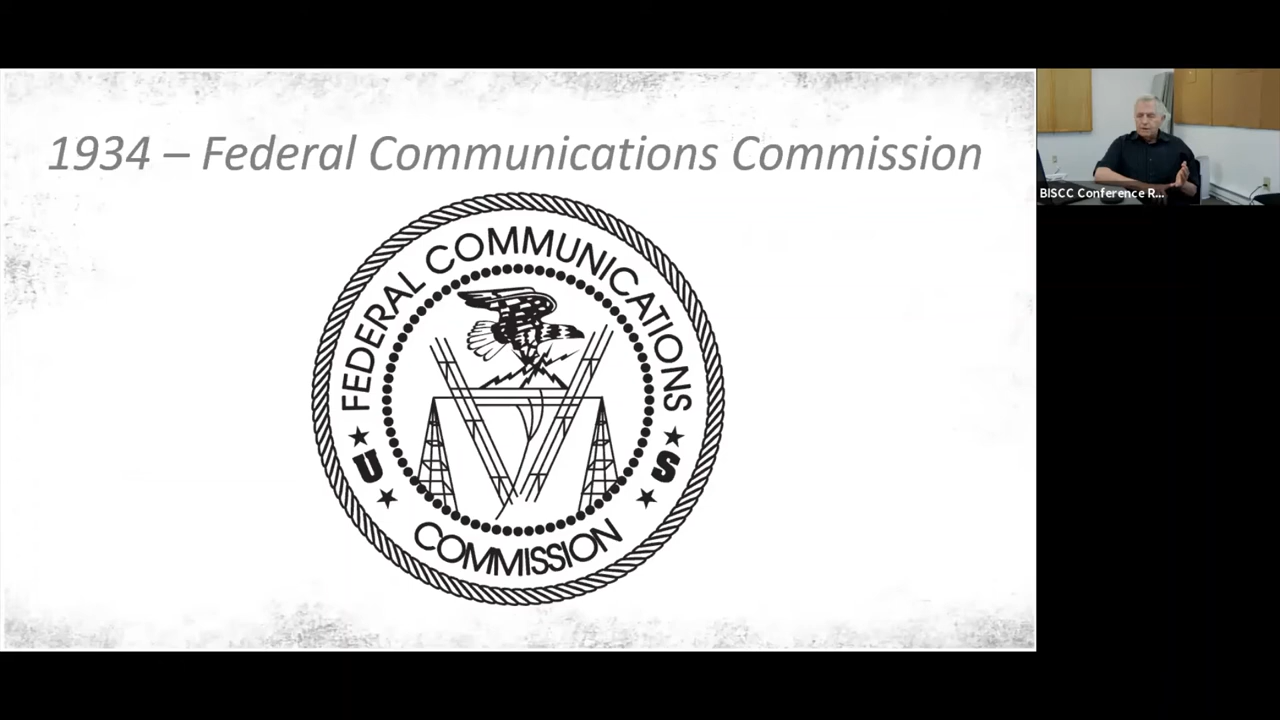 1934 – Federal Communications Commission
FEDERAL COMMUNICATIONS
U S
COMMISSION
BISCC Conference R...